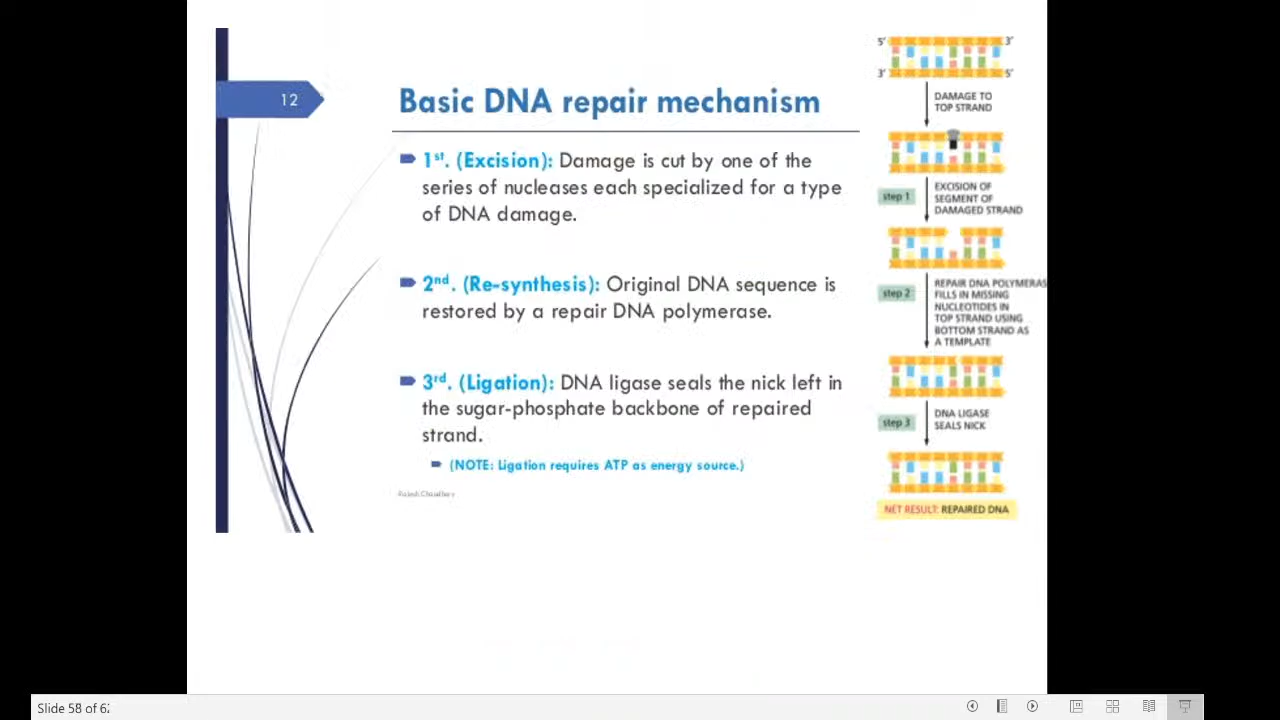 12
Basic DNA repair mechanism
1st. (Excision): Damage is cut by one of the
series of nucleases each specialized for a type
of DNA damage.
2nd. (Re-synthesis): Original DNA sequence is
restored by a repair DNA polymerase.
3rd. (Ligation): DNA ligase seals the nick left in
the sugar-phosphate backbone of repaired
strand.
(NOTE: Ligation requires ATP as energy source.)
Rajesh Chaudhary
5' 3'
3' 5'
DAMAGE TO
TOP STRAND
step 1
EXCISION OF
SEGMENT OF
DAMAGED STRAND
step 2
REPAIR DNA POLYMERAS
FILLS IN MISSING
NUCLEOTIDES IN
TOP STRAND USING
BOTTOM STRAND AS
A TEMPLATE
step 3
DNA LIGASE
SEALS NICK
NET RESULT: REPAIRED DNA
Slide 58 of 62